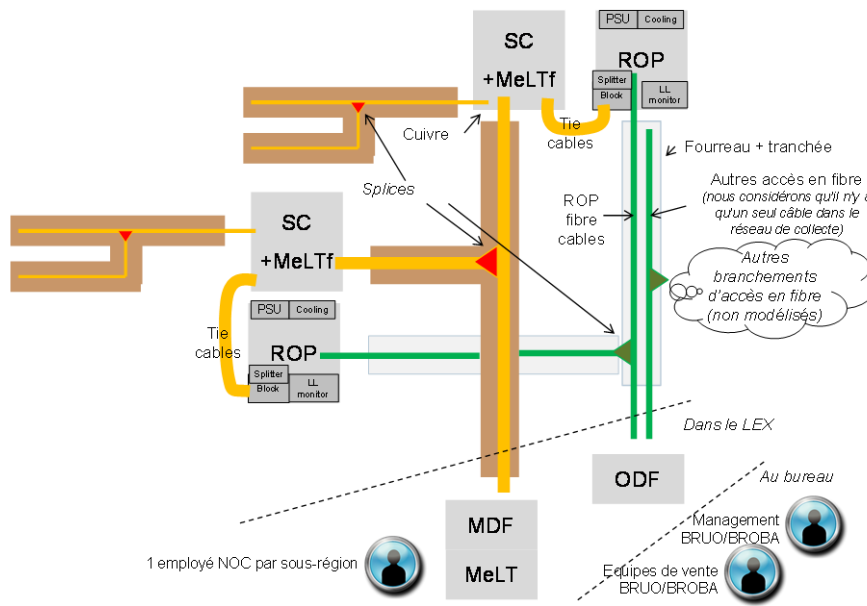 PSU Cooling
SC
ROP
+MeLTf
Splitter
Block
LL
monitor
Cuivre
Tie
cables
Fourreau + tranchée
Splices
ROP
fibre
cables
Autres accès en fibre
(nous considérons qu'il n'y a
qu'un seul câble dans le
réseau de collecte)
SC
+MeLTf
Autres
branchements
d'accès en fibre
(non modélisés)
Tie
cables
PSU Cooling
ROP
Splitter
Block
LL
monitor
Dans le LEX
ODF
Au bureau
MDF
MeLT
Management
BRUO/BROBA
1 employé NOC par sous-région
Equipes de vente
BRUO/BROBA